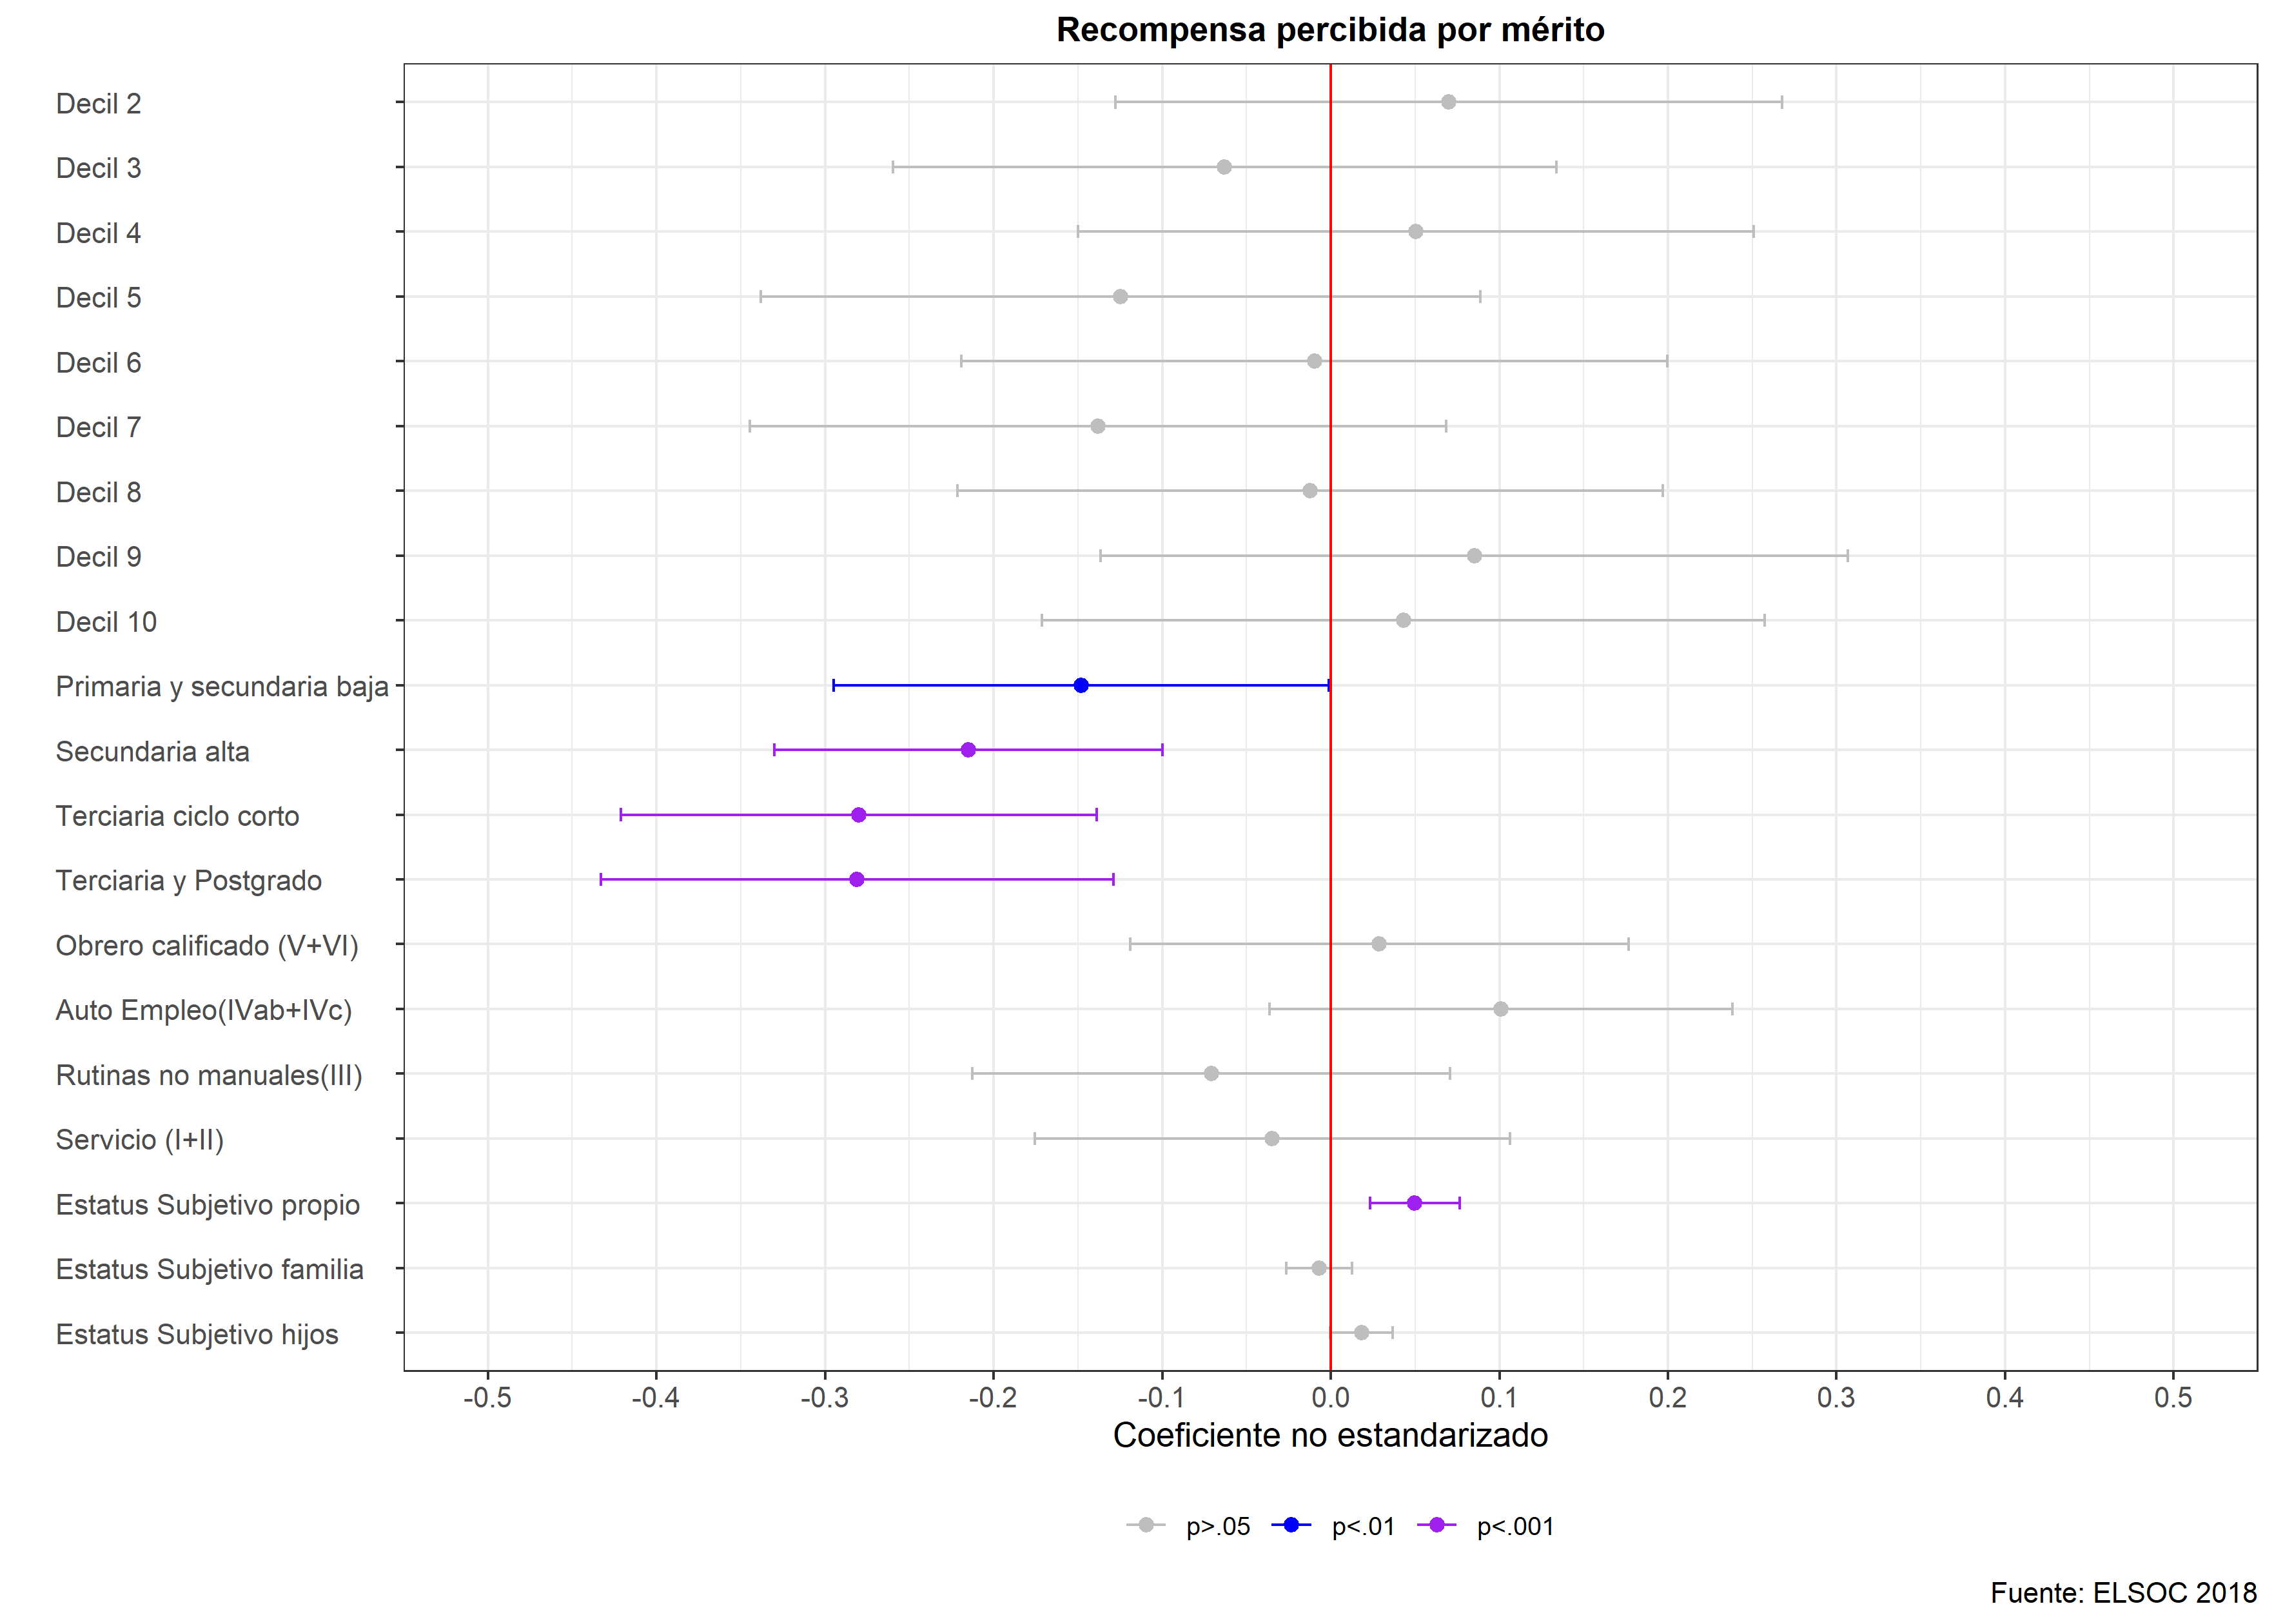 Recompensa percibida por mérito
Decil 2
Decil 3
Decil 4
Decil 5
Decil 6
Decil 7
Decil 8
Decil 9
Decil 10
Primaria y secundaria baja
Secundaria alta
Terciaria ciclo corto
Terciaria y Postgrado
Obrero calificado (V+VI)
Auto Empleo(IVab+IVc)
Rutinas no manuales(III)
Servicio (I+II)
Estatus Subjetivo propio
Estatus Subjetivo familia
Estatus Subjetivo hijos
-0.5 -0.4 -0.3 -0.2 -0.1 0.0 0.1 0.2 0.3 0.4 0.5
Coeficiente no estandarizado
p>.05 p<.01 p<.001
Fuente: ELSOC 2018